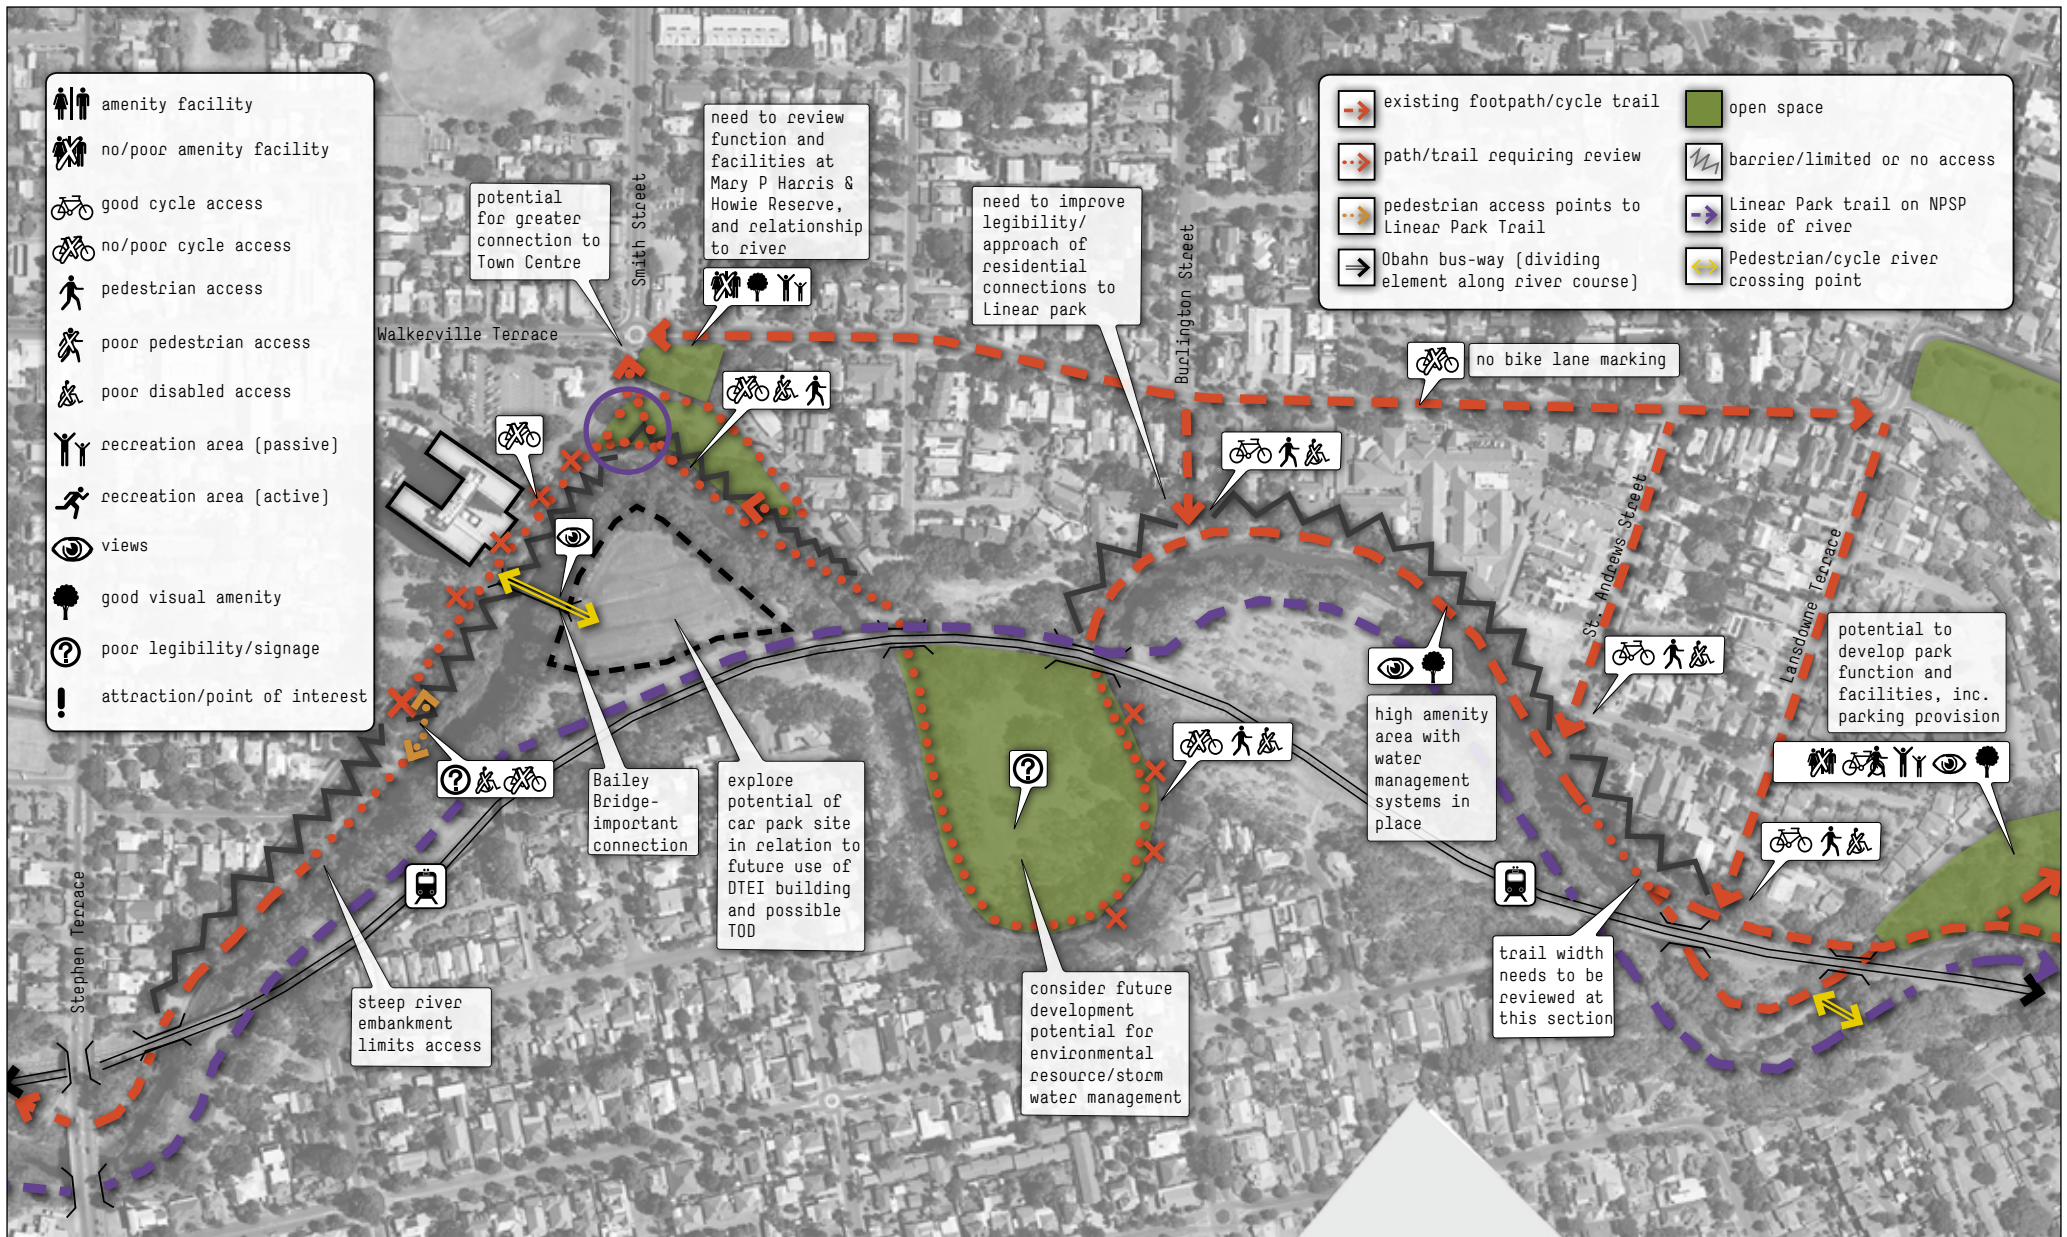 amenity facility
no/poor amenity facility
good cycle access
no/poor cycle access
pedestrian access
poor pedestrian access
poor disabled access
recreation area (passive)
recreation area (active)
views
good visual amenity
poor legibility/signage
attraction/point of interest
existing footpath/cycle trail
path/trail requiring review
pedestrian access points to
Linear Park Trail
Obahn bus-way (dividing
element along river course)
open space
barrier/limited or no access
Linear Park trail on NPSP
side of river
Pedestrian/cycle river
crossing point
need to review
function and
facilities at
Mary P Harris &
Howie Reserve,
and relationship
to river
potential
for greater
connection to
Town Centre
Smith Street
Walkerville Terrace
need to improve
legibility/
approach of
residential
connections to
Linear park
Burlington Street
no bike lane marking
St. Andrews Street
Lansdowne Terrace
potential to
develop park
function and
facilities, inc.
parking provision
high amenity
area with
water
management
systems in
place
Bailey
Bridge-
important
connection
explore
potential of
car park site
in relation to
future use of
DTEI building
and possible
TOD
Stephen Terrace
steep river
embankment
limits access
consider future
development
potential for
environmental
resource/storm
water management
trail width
needs to be
reviewed at
this section